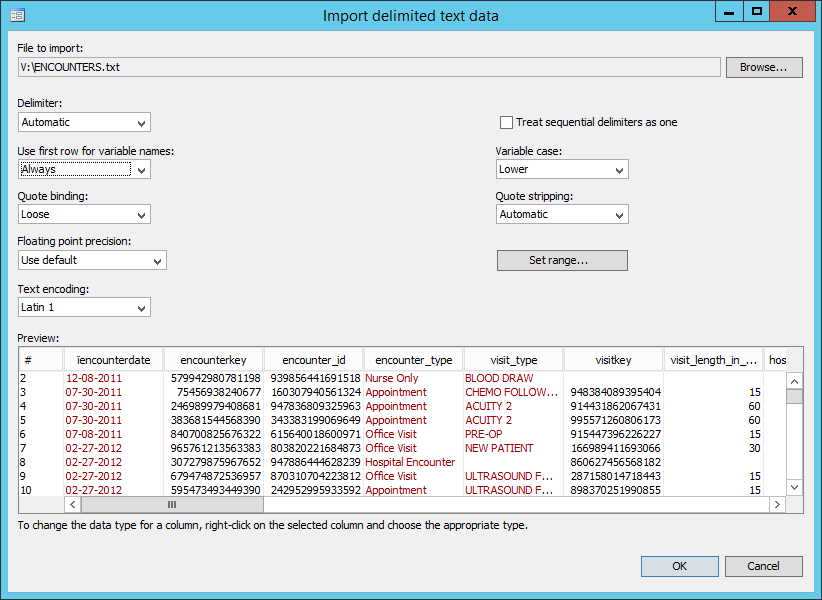 Import delimited text data
File to import:
V:\ENCOUNTERS.txt
Browse...
Delimiter:
Automatic
Treat sequential delimiters as one
Use first row for variable names:
Variable case:
Always
Lower
Quote binding:
Quote stripping:
Loose
Automatic
Floating point precision:
Use default
Set range...
Text encoding:
Latin 1
Preview:
# ïencounterdate encounterkey encounter_id encounter_type visit_type visitkey visit_length_in_... hos
2 12-08-2011 579942980781198 939856441691518 Nurse Only BLOOD DRAW
3 07-30-2011 75456938240677 160307940561324 Appointment CHEMO FOLLOW... 948384089395404 15
4 07-30-2011 246989979408681 947836809325963 Appointment ACUITY 2 914431862067431 60
5 07-30-2011 383681544568390 343383199069649 Appointment ACUITY 2 995571260806173 60
6 07-08-2011 840700825676322 615640018600971 Office Visit PRE-OP 915447396226227 15
7 02-27-2012 965761213563383 803820221684873 Office Visit NEW PATIENT 166989411693066 30
8 02-27-2012 307279875967652 947886444628239 Hospital Encounter 860627456568182
9 02-27-2012 679474872536957 870310704223812 Office Visit ULTRASOUND F... 287158014718443 15
10 02-27-2012 595473493449390 242952995933592 Appointment ULTRASOUND F... 898370251990855 15
To change the data type for a column, right-click on the selected column and choose the appropriate type.
OK
Cancel